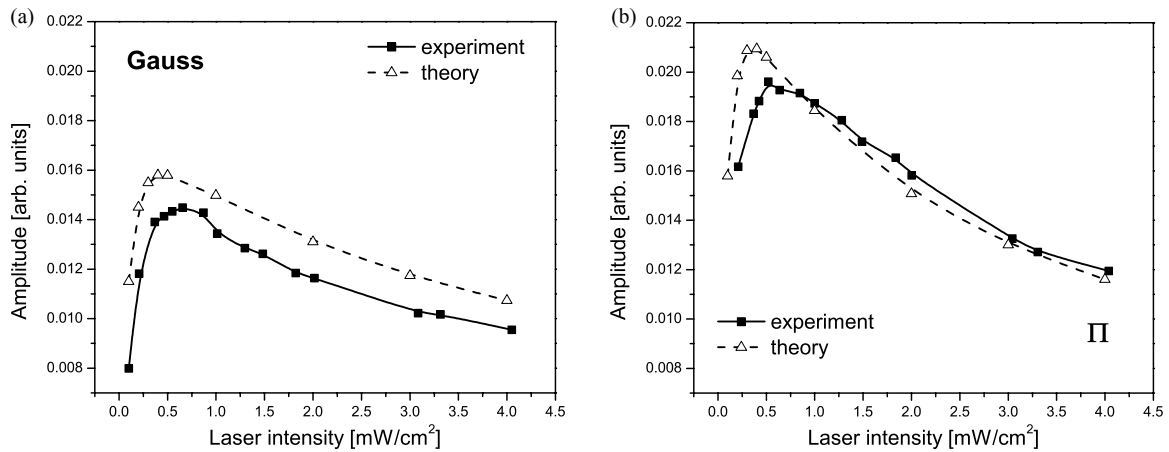 (a)
Gauss
experiment
theory
Amplitude [arb. units]
0.022
0.020
0.018
0.016
0.014
0.012
0.010
0.008
0.0 0.5 1.0 1.5 2.0 2.5 3.0 3.5 4.0 4.5
Laser intensity [mW/cm²]
(b)
experiment
theory
Π
Amplitude [arb. units]
0.022
0.020
0.018
0.016
0.014
0.012
0.010
0.008
0.0 0.5 1.0 1.5 2.0 2.5 3.0 3.5 4.0 4.5
Laser intensity [mW/cm²]